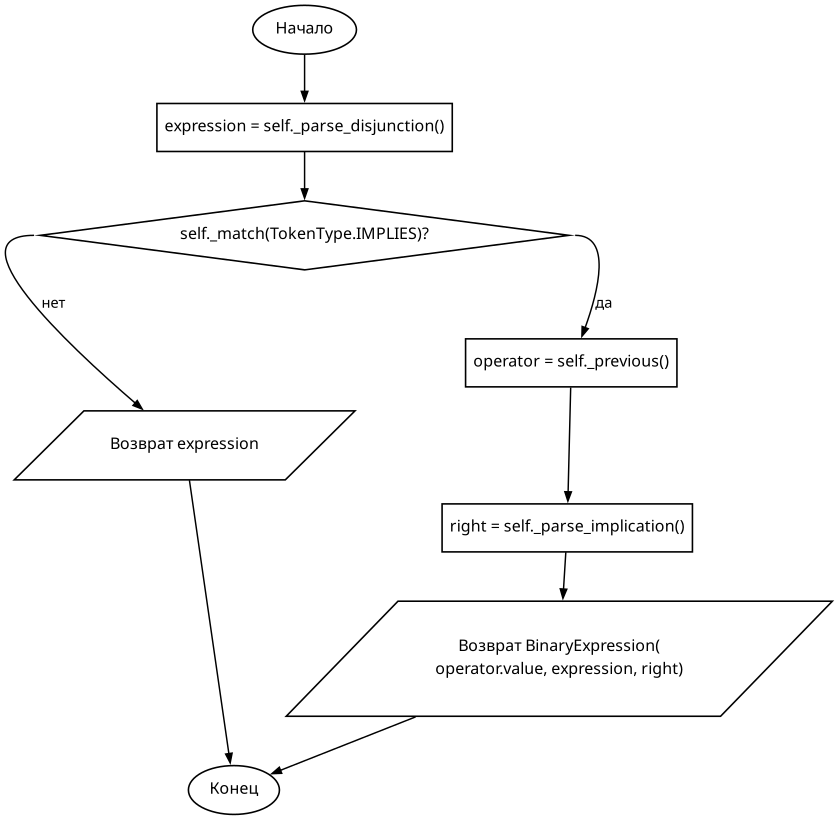 Начало
expression = self._parse_disjunction()
self._match(TokenType.IMPLIES)?
нет
да
operator = self._previous()
Возврат expression
right = self._parse_implication()
Возврат BinaryExpression(
operator.value, expression, right)
Конец